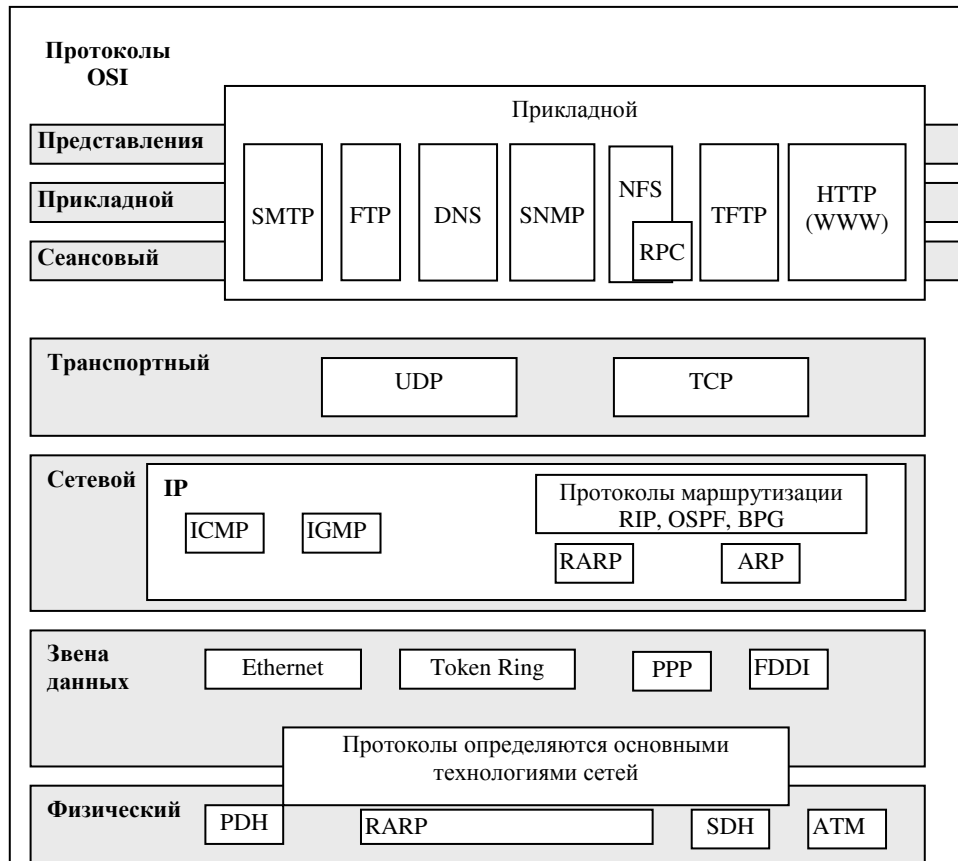 Протоколы
OSI
Прикладной
Представления
Прикладной
Сеансовый
SMTP
FTP
DNS
SNMP
NFS
RPC
TFTP
HTTP
(WWW)
Транспортный
UDP
TCP
Сетевой
IP
ICMP
IGMP
Протоколы маршрутизации
RIP, OSPF, BPG
RARP
ARP
Звена
данных
Ethernet
Token Ring
PPP
FDDI
Протоколы определяются основными
технологиями сетей
Физический
PDH
RARP
SDH
ATM